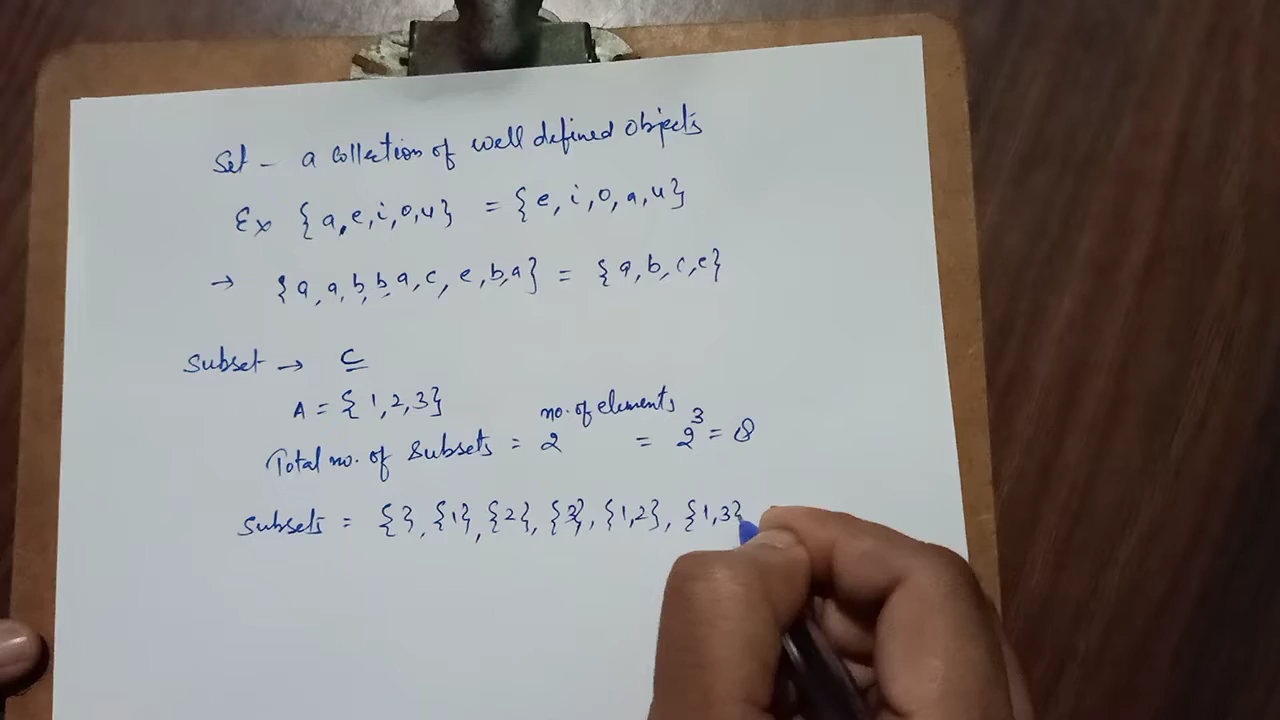 Set - a collection of well defined objects
Ex {a, e, i, o, u} = {e, i, o, a, u}
→ {a, a, b, b, a, c, e, b, a} = {a, b, c, e}
Subset → ⊆
A = {1, 2, 3}
no. of elements
Total no. of subsets = 2 = 2³ = 8
Subsets = {}, {1}, {2}, {3}, {1,2}, {1,3}